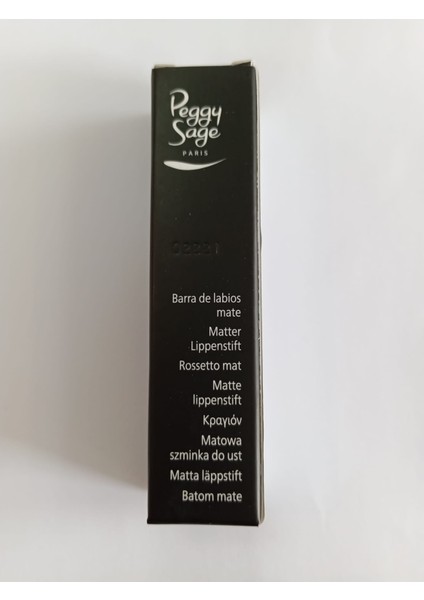 Peggy
Sage
PARIS
Barra de labios
mate
Matter
Lippenstift
Rossetto mat
Matte
lippenstift
Κραγιόν
Matowa
szminka do ust
Matta läppstift
Batom mate